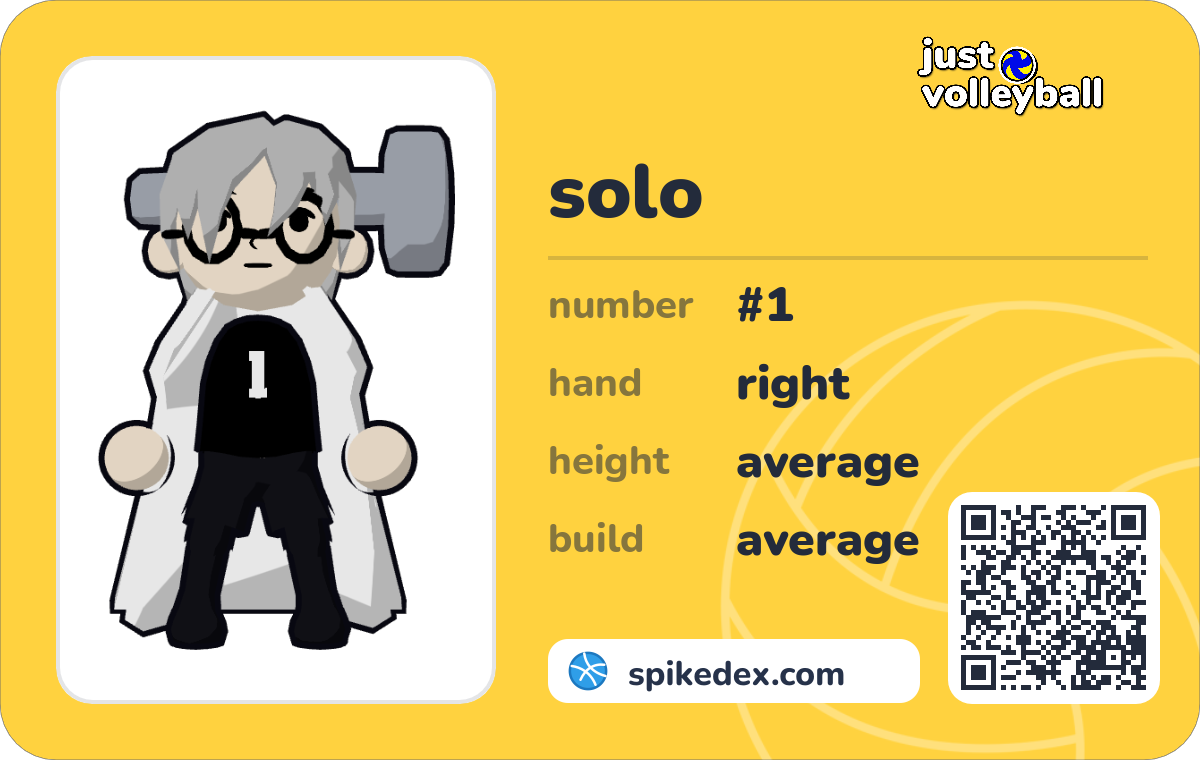 just
volleyball
solo
number #1
hand right
height average
build average
1
spikedex.com